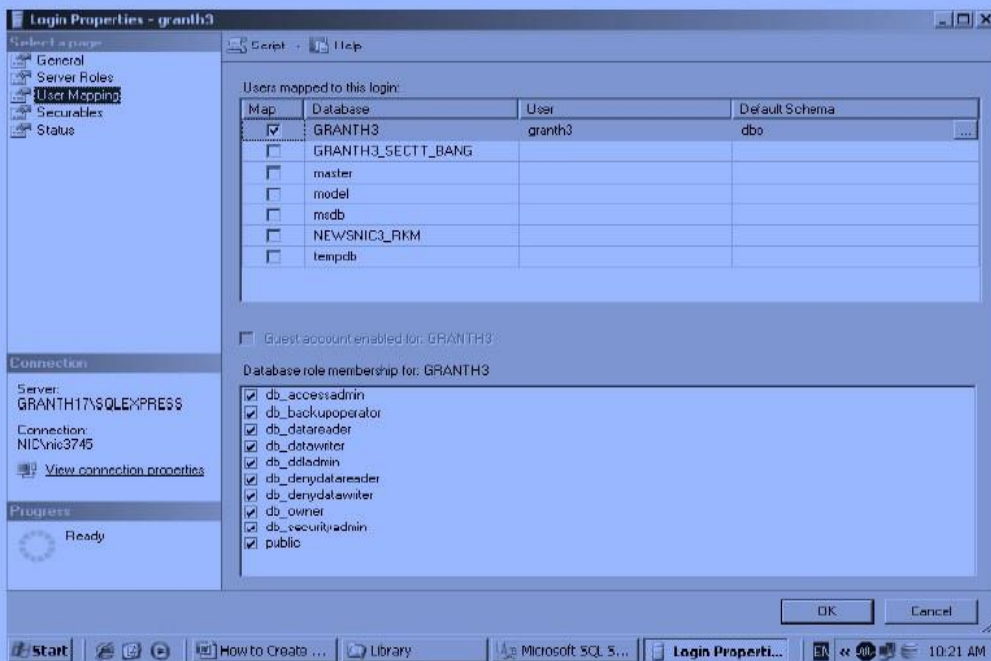 Login Properties - granth3
Select a page
General
Server Roles
User Mapping
Securables
Status
Script
Help
Users mapped to this login:
Map Database User Default Schema
GRANTH3 granth3 dbo ...
GRANTH3_SECTT_BANG
master
model
msdb
NEWSNIC3_RKM
tempdb
Guest account enabled for: GRANTH3
Database role membership for: GRANTH3
db_accessadmin
db_backupoperator
db_datareader
db_datawriter
db_ddladmin
db_denydatareader
db_denydatawriter
db_owner
db_securityadmin
public
Connection
Server:
GRANTH17\SQLEXPRESS
Connection:
NIC\nic3745
View connection properties
Progress
Ready
OK Cancel
Start How to Create ... Library Microsoft SQL S... Login Properti... EN « 10:21 AM